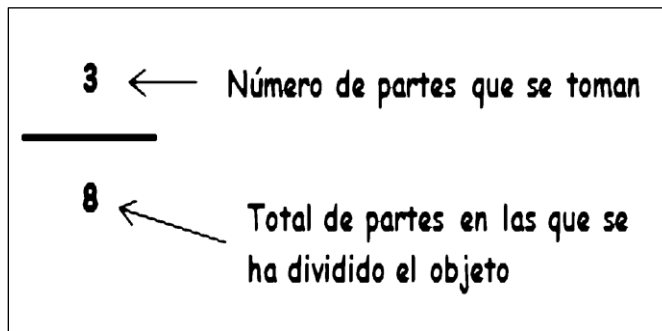 3
Número de partes que se toman
8
Total de partes en las que se
ha dividido el objeto